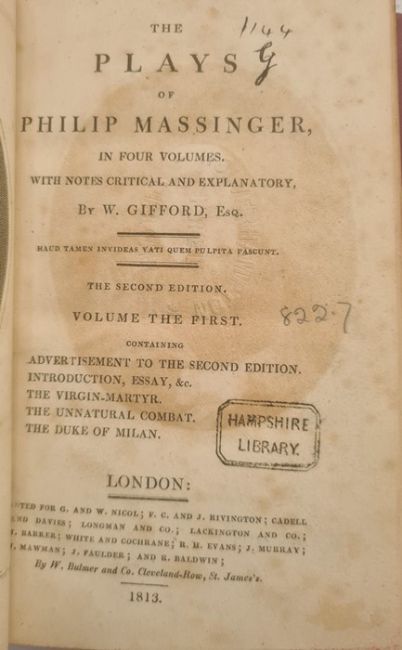 1144
G
THE
PLAYS
OF
PHILIP MASSINGER,
IN FOUR VOLUMES.
WITH NOTES CRITICAL AND EXPLANATORY,
By W. GIFFORD, Esq.
HAUD TAMEN INVIDEAS VATI QUEM PULPITA PASCUNT.
THE SECOND EDITION.
VOLUME THE FIRST.
822.7
CONTAINING
ADVERTISEMENT TO THE SECOND EDITION.
INTRODUCTION, ESSAY, &c.
THE VIRGIN-MARTYR.
THE UNNATURAL COMBAT.
THE DUKE OF MILAN.
HAMPSHIRE
LIBRARY.
LONDON:
FOR G. AND W. NICOL; F. C. AND J. RIVINGTON; CADELL
AND DAVIES; LONGMAN AND CO.; LACKINGTON AND CO.;
BARKER; WHITE AND COCHRANE; R. H. EVANS; J. MURRAY;
MAWMAN; J. FAULDER; AND R. BALDWIN;
By W. Bulmer and Co. Cleveland-Row, St. James's.
1813.